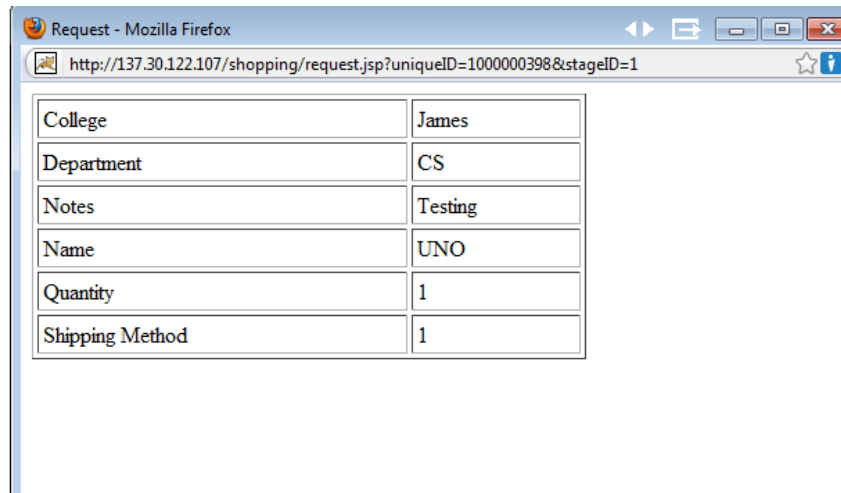 Request - Mozilla Firefox
http://137.30.122.107/shopping/request.jsp?uniqueID=1000000398&stageID=1
College James
Department CS
Notes Testing
Name UNO
Quantity 1
Shipping Method 1